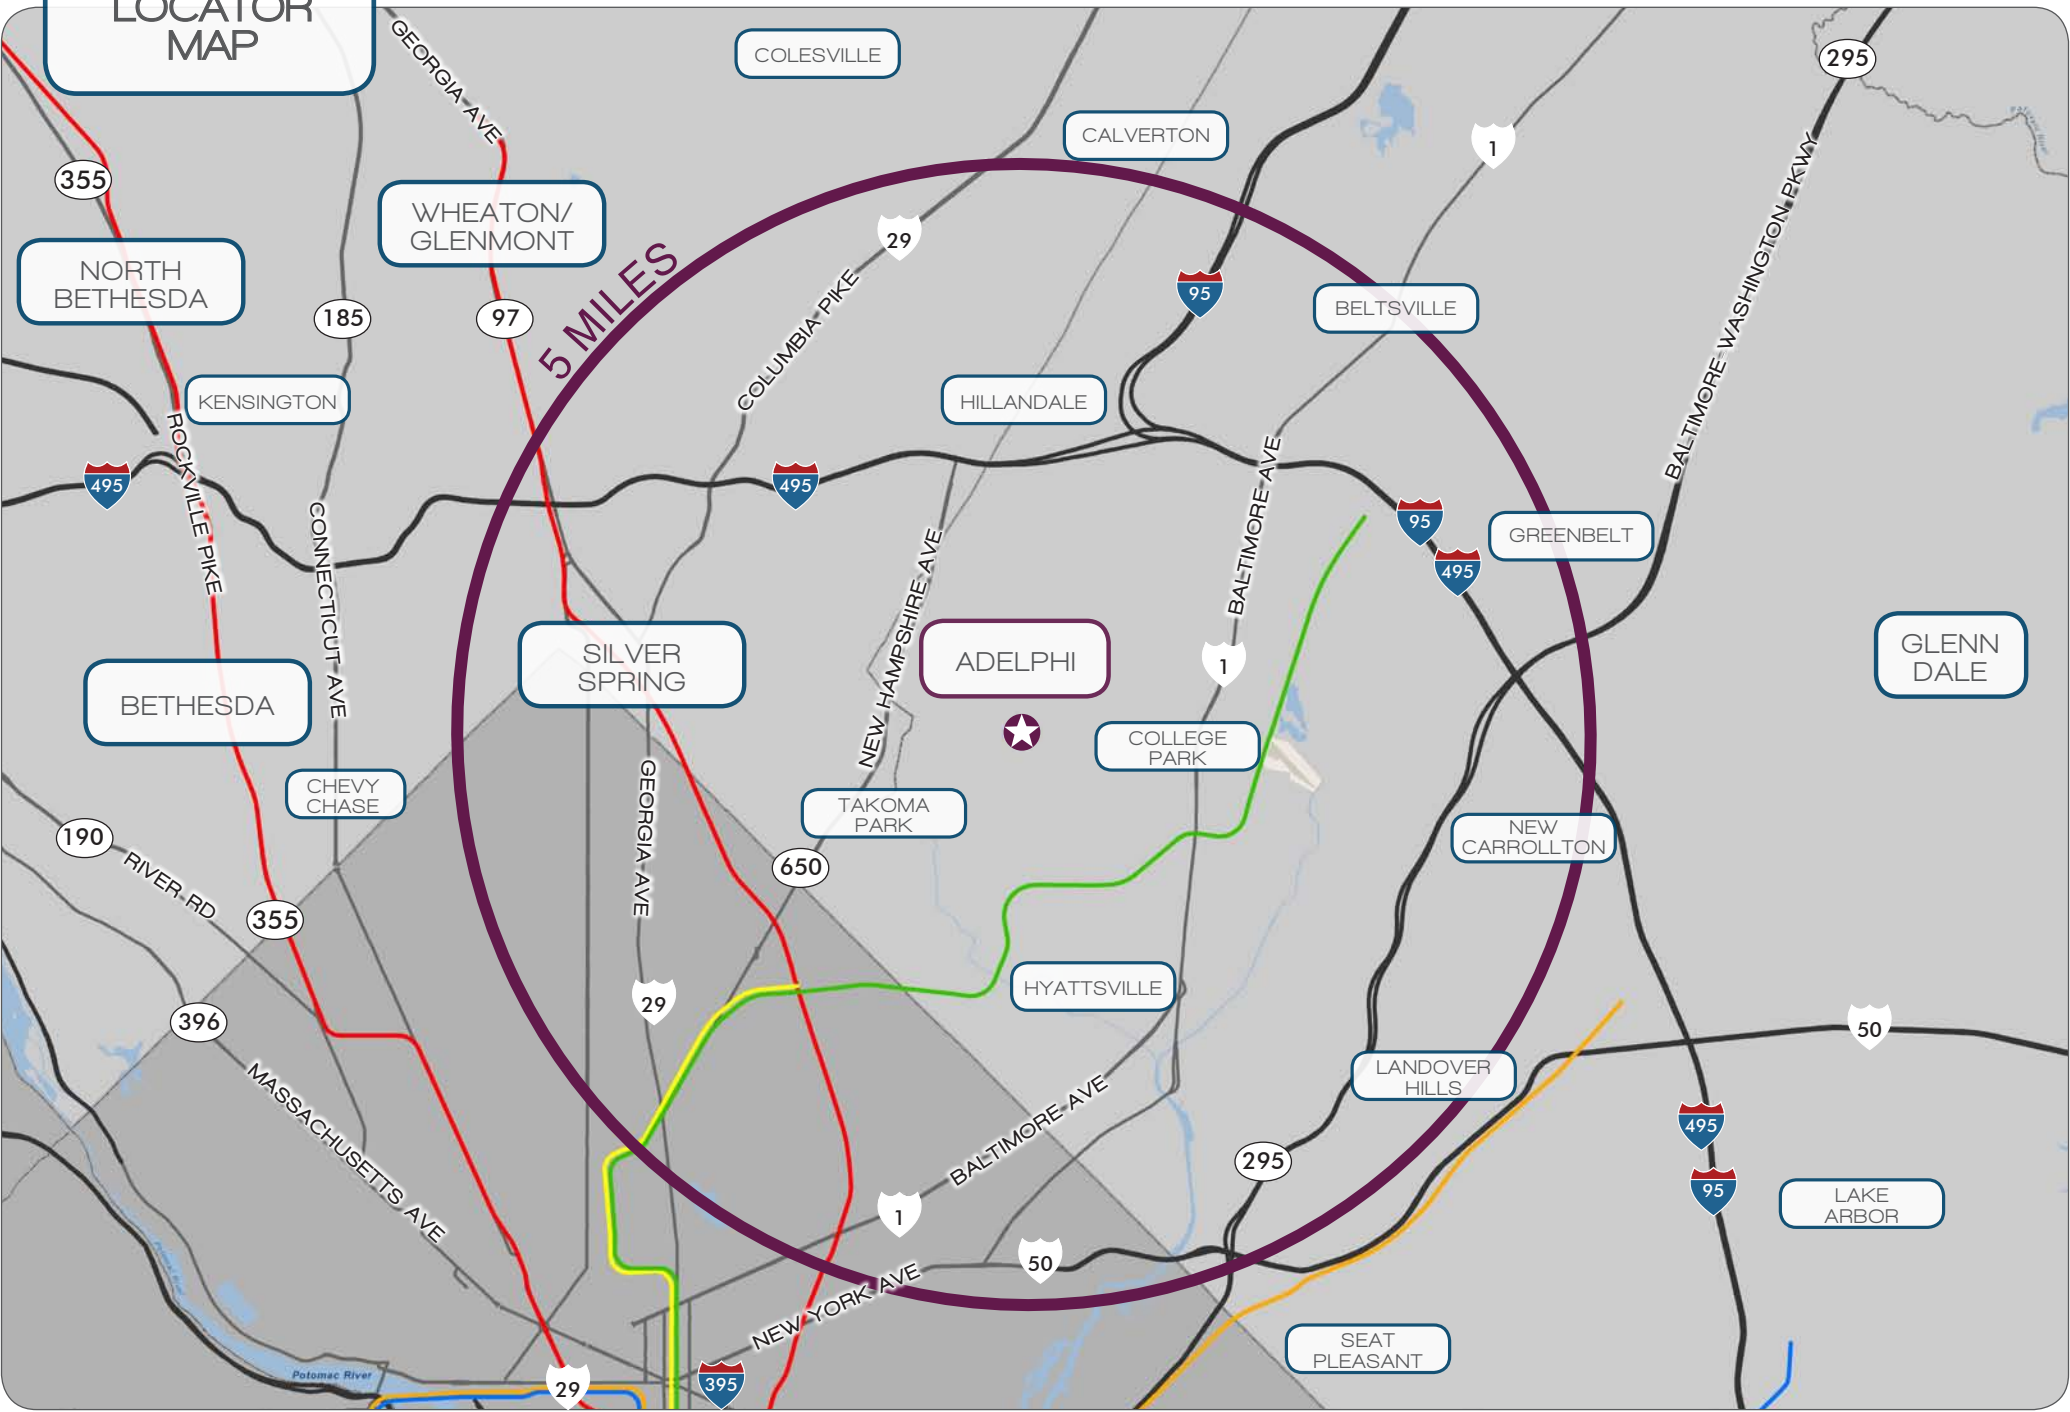 LOCATOR
MAP
GEORGIA AVE
COLESVILLE
295
CALVERTON
1
355
WHEATON/
GLENMONT
29
NORTH
BETHESDA
5 MILES
95
BELTSVILLE
185
97
COLUMBIA PIKE
BALTIMORE WASHINGTON PKWY
KENSINGTON
HILLANDALE
ROCKVILLE PIKE
495
495
BALTIMORE AVE
95
GREENBELT
495
CONNECTICUT AVE
NEW HAMPSHIRE AVE
SILVER
SPRING
ADELPHI
1
GLENN
DALE
BETHESDA
COLLEGE
PARK
CHEVY
CHASE
TAKOMA
PARK
GEORGIA AVE
NEW
CARROLLTON
190
RIVER RD
650
355
HYATTSVILLE
29
396
50
MASSACHUSETTS AVE
LANDOVER
HILLS
BALTIMORE AVE
495
295
95
LAKE
ARBOR
1
50
NEW YORK AVE
SEAT
PLEASANT
Potomac River
29
395